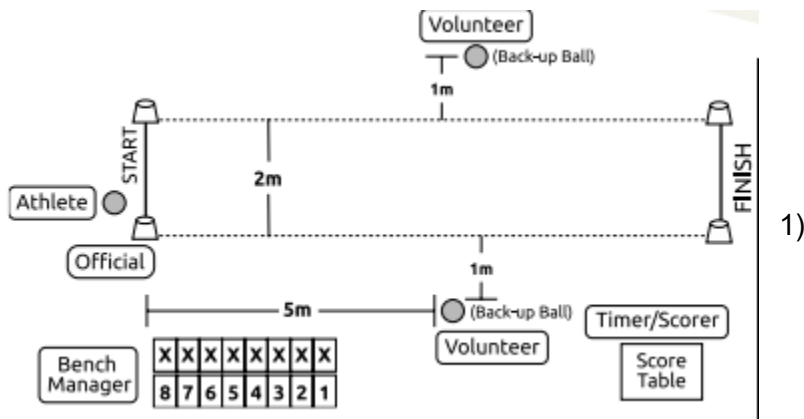 Volunteer
(Back-up Ball)
1m
START
2m
FINISH
Athlete
1)
Official
1m
5m
(Back-up Ball)
Timer/Scorer
Volunteer
Bench
Manager
X X X X X X X X
8 7 6 5 4 3 2 1
Score
Table